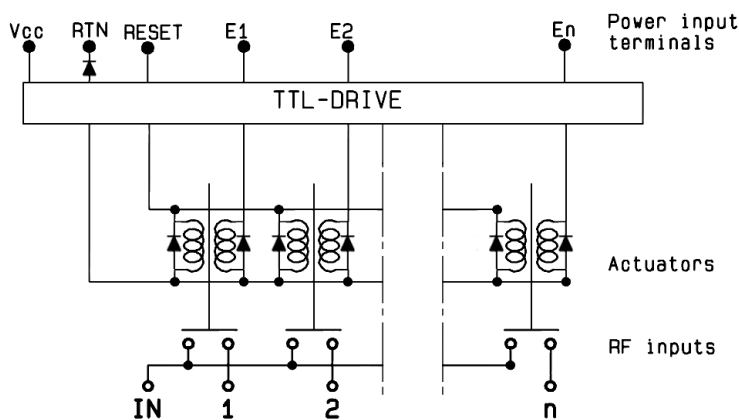 Vcc RTN RESET E1 E2 En
Power input
terminals
TTL-DRIVE
Actuators
RF inputs
IN 1 2 n